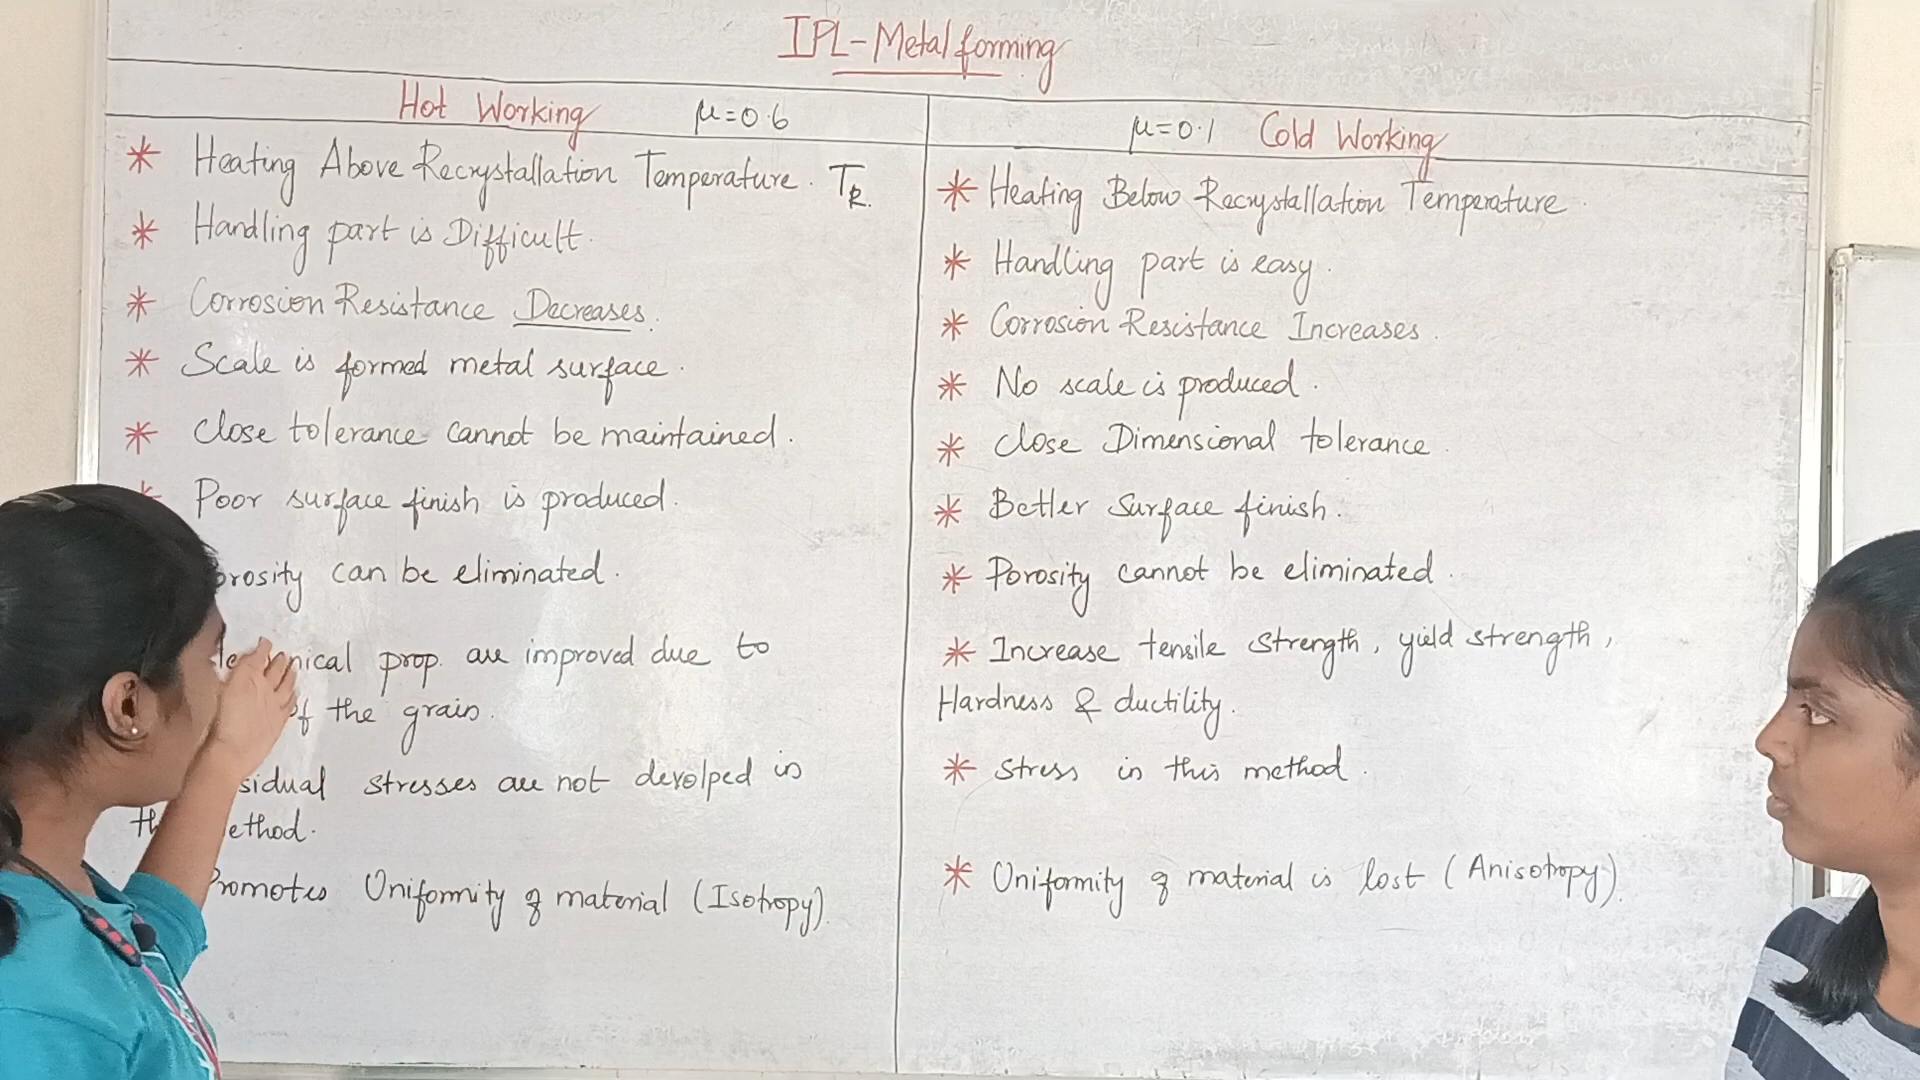 IPL-Metal forming
Hot Working μ=0.6
* Heating Above Recrystallation Temperature. TR.
* Handling part is Difficult.
* Corrosion Resistance Decreases.
* Scale is formed metal surface.
* Close tolerance cannot be maintained.
* Poor surface finish is produced.
orosity can be eliminated.
prop. are improved due to
of the grain.
sidual stresses are not devolped in
ethod.
Promotes Uniformity of material (Isotropy).
μ=0.1 Cold Working
* Heating Below Recrystallation Temperature.
* Handling part is easy.
* Corrosion Resistance Increases.
* No scale is produced.
* Close Dimensional tolerance
* Better Surface finish.
* Porosity cannot be eliminated.
* Increase tensile strength, yield strength,
Hardness & ductility.
* stress in this method.
* Uniformity of material is lost (Anisotropy).